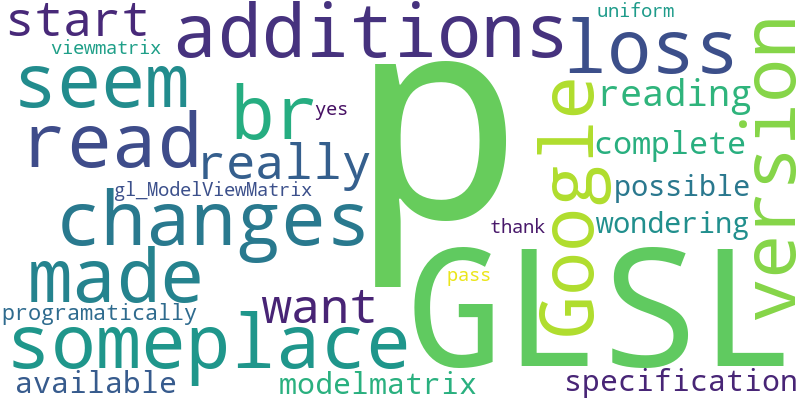 start
additions
uniform
viewmatrix
loss
version
seem
p
Google
read
br
yes
reading
really
complete
gl_ModelViewMatrix
possible
changes
thank
wondering
made
GLSL
pass
want
programatically
someplace
available
modelmatrix
specification